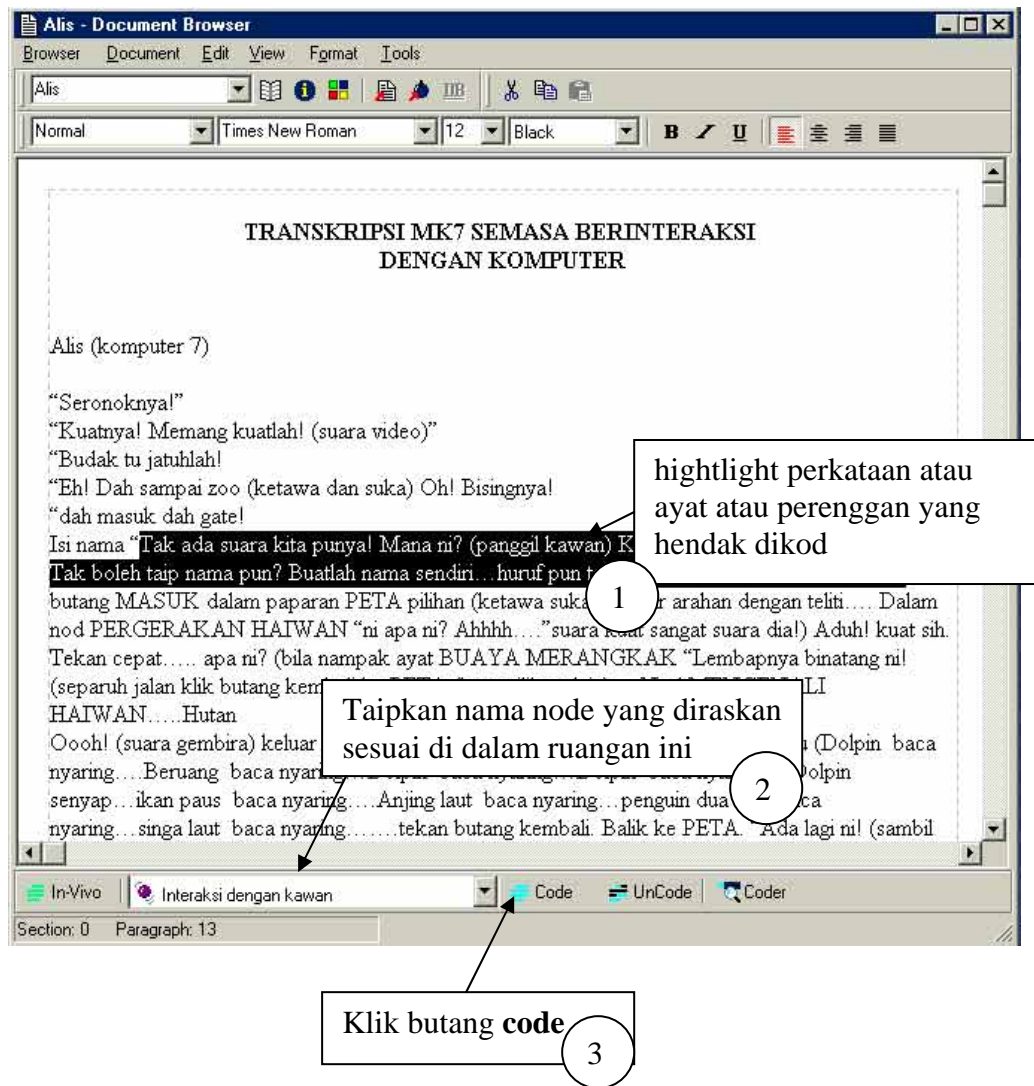 Alis - Document Browser
Browser Document Edit View Format Tools
Alis
Normal Times New Roman 12 Black B I U
TRANSKRIPSI MK7 SEMASA BERINTERAKSI
DENGAN KOMPUTER
Alis (komputer 7)
“Seronoknya!”
“Kuatnya! Memang kuatlah! (suara video)”
“Budak tu jatuhlah!
“Eh! Dah sampai zoo (ketawa dan suka) Oh! Bisingnya!
“dah masuk dah gate!
Isi nama “Tak ada suara kita punya! Mana ni? (panggil kawan) K
Tak boleh taip nama pun? Buatlah nama sendiri…huruf pun
butang MASUK dalam paparan PETA pilihan (ketawa suka arahan dengan teliti…. Dalam
nod PERGERAKAN HAIWAN “ni apa ni? Ahhhh….”suara kuat sangat suara dia!) Aduh! kuat sih.
Tekan cepat….. apa ni? (bila nampak ayat BUAYA MERANGKAK “Lembapnya binatang ni!
(separuh jalan klik butang
HAIWAN…..Hutan
Oooh! (suara gembira) keluar (Dolpin baca
nyaring….Beruang baca Dolpin
senyap…ikan paus baca nyaring….Anjing laut baca nyaring…penguin dua
nyaring…singa laut baca nyaring…….tekan butang kembali. Balik ke PETA. “Ada lagi ni! (sambil
hightlight perkataan atau
ayat atau perenggan yang
hendak dikod
1
Taipkan nama node yang diraskan
sesuai di dalam ruangan ini
2
In-Vivo Interaksi dengan kawan Code UnCode Coder
Section: 0 Paragraph: 13
Klik butang code
3